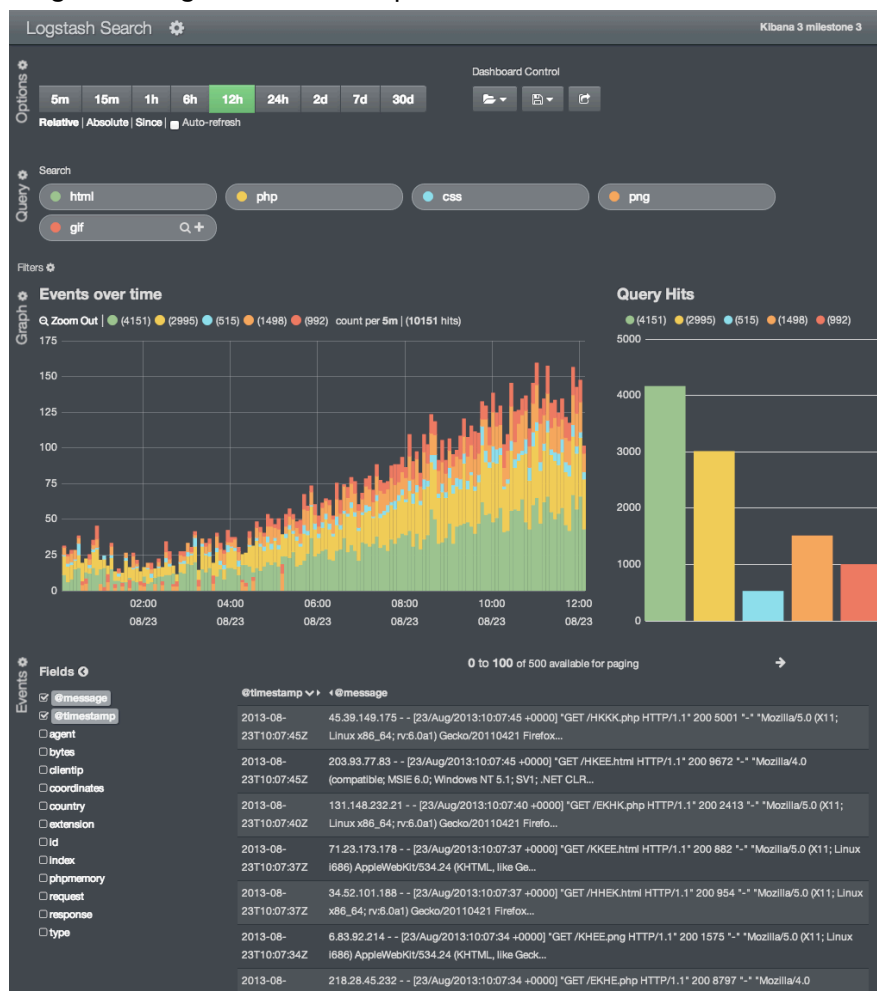 Logstash Search
Kibana 3 milestone 3
Options
Dashboard Control
5m 15m 1h 6h 12h 24h 2d 7d 30d
Relative | Absolute | Since | Auto-refresh
Query
Search
html php css png
gif
Filters
Graph
Events over time
Zoom Out | (4151) (2995) (515) (1498) (992) count per 5m | (10151 hits)
175
150
125
100
75
50
25
0
02:00 04:00 06:00 08:00 10:00 12:00
08/23 08/23 08/23 08/23 08/23 08/23
Query Hits
(4151) (2995) (515) (1498) (992)
5000
4000
3000
2000
1000
0
Events
Fields
@message
@timestamp
agent
bytes
clientip
coordinates
country
extension
id
index
phpmemory
request
response
type
0 to 100 of 500 available for paging
@timestamp @message
2013-08- 45.39.149.175 - - [23/Aug/2013:10:07:45 +0000] "GET /HKKK.php HTTP/1.1" 200 5001 "-" "Mozilla/5.0 (X11;
23T10:07:45Z Linux x86_64; rv:6.0a1) Gecko/20110421 Firefox...
2013-08- 203.93.77.83 - - [23/Aug/2013:10:07:45 +0000] "GET /HKEE.html HTTP/1.1" 200 9672 "-" "Mozilla/4.0
23T10:07:45Z (compatible; MSIE 6.0; Windows NT 5.1; SV1; .NET CLR...
2013-08- 131.148.232.21 - - [23/Aug/2013:10:07:40 +0000] "GET /EKHK.php HTTP/1.1" 200 2413 "-" "Mozilla/5.0 (X11;
23T10:07:40Z Linux x86_64; rv:6.0a1) Gecko/20110421 Firefo...
2013-08- 71.23.173.178 - - [23/Aug/2013:10:07:37 +0000] "GET /KKEE.html HTTP/1.1" 200 882 "-" "Mozilla/5.0 (X11; Linux
23T10:07:37Z i686) AppleWebKit/534.24 (KHTML, like Ge...
2013-08- 34.52.101.188 - - [23/Aug/2013:10:07:37 +0000] "GET /HHEK.html HTTP/1.1" 200 954 "-" "Mozilla/5.0 (X11; Linux
23T10:07:37Z x86_64; rv:6.0a1) Gecko/20110421 Firefox...
2013-08- 6.83.92.214 - - [23/Aug/2013:10:07:34 +0000] "GET /KHEE.png HTTP/1.1" 200 1575 "-" "Mozilla/5.0 (X11; Linux
23T10:07:34Z i686) AppleWebKit/534.24 (KHTML, like Geck...
2013-08- 218.28.45.232 - - [23/Aug/2013:10:07:34 +0000] "GET /EKHE.php HTTP/1.1" 200 8797 "-" "Mozilla/4.0